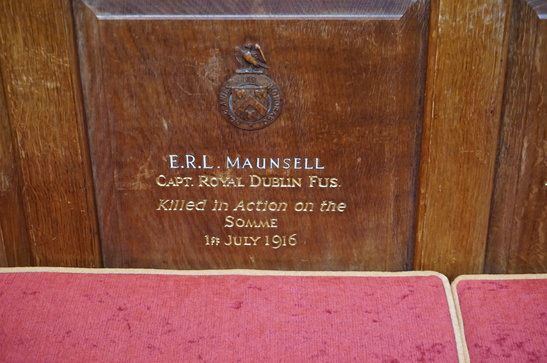 E.R.L. MAUNSELL
CAPT. ROYAL DUBLIN FUS.
Killed in Action on the
SOMME
1ST JULY 1916